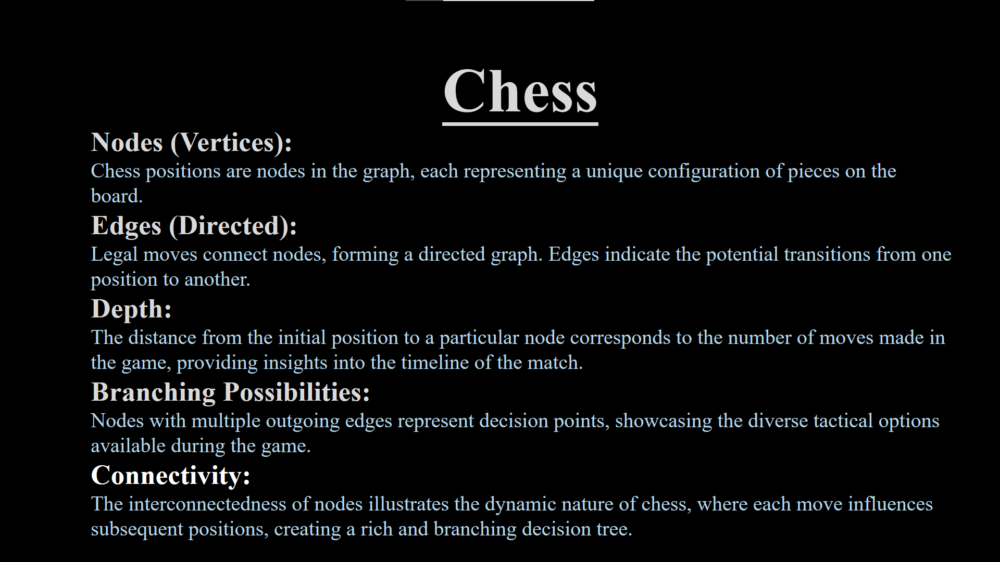 Chess
Nodes (Vertices):
Chess positions are nodes in the graph, each representing a unique configuration of pieces on the
board.
Edges (Directed):
Legal moves connect nodes, forming a directed graph. Edges indicate the potential transitions from one
position to another.
Depth:
The distance from the initial position to a particular node corresponds to the number of moves made in
the game, providing insights into the timeline of the match.
Branching Possibilities:
Nodes with multiple outgoing edges represent decision points, showcasing the diverse tactical options
available during the game.
Connectivity:
The interconnectedness of nodes illustrates the dynamic nature of chess, where each move influences
subsequent positions, creating a rich and branching decision tree.